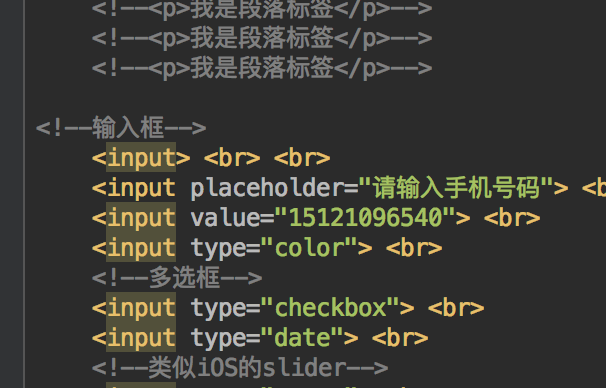 <!--<p>我是段落标签</p>-->
<!--<p>我是段落标签</p>-->
<!--<p>我是段落标签</p>-->
<!--输入框-->
<input> <br> <br>
<input placeholder="请输入手机号码"> <b
<input value="15121096540"> <br>
<input type="color"> <br>
<!--多选框-->
<input type="checkbox"> <br>
<input type="date"> <br>
<!--类似iOS的slider-->